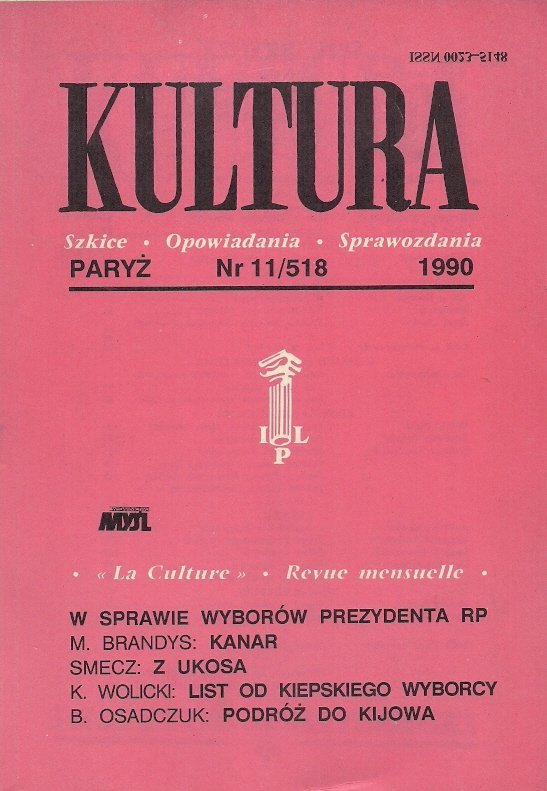 ISSN 0023-5148
KULTURA
Szkice • Opowiadania • Sprawozdania
PARYŻ Nr 11/518 1990
I L
P
MYŚL
• « La Culture » • Revue mensuelle •
W SPRAWIE WYBORÓW PREZYDENTA RP
M. BRANDYS: KANAR
SMECZ: Z UKOSA
K. WOLICKI: LIST OD KIEPSKIEGO WYBORCY
B. OSADCZUK: PODRÓŻ DO KIJOWA